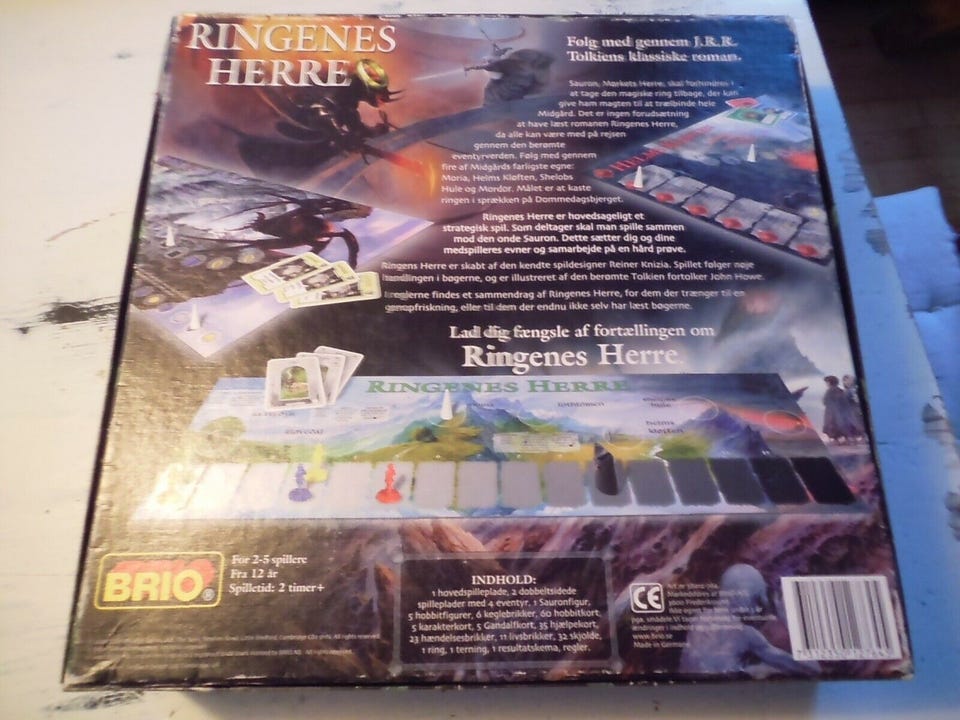 RINGENES
HERRE
Følg med gennem J.R.R.
Tolkiens klassiske roman.
Sauron, Mørkets Herre, skal forhindres i
at tage den magiske ring tilbage, der kan
give ham magten til at trælbinde hele
Midgård. Det er ingen forudsætning
at have læst romanen Ringenes Herre,
da alle kan være med på rejsen
gennem den berømte
eventyrverden. Følg med gennem
fire af Midgårds farligste egne:
Moria, Helms Kløften, Shelobs
Hule og Mordor. Målet er at kaste
ringen i sprækken på Dommedagsbjerget.
Ringenes Herre er hovedsageligt et
strategisk spil. Som deltager skal man spille sammen
mod den onde Sauron. Dette sætter dig og dine
medspilleres evner og samarbejde på en hård prøve.
Ringens Herre er skabt af den kendte spildesigner Reiner Knizia. Spillet følger nøje
handlingen i bøgerne, og er illustreret af den berømte Tolkien fortolker John Howe.
I reglerne findes et sammendrag af Ringenes Herre, for dem der trænger til en
genopfriskning, eller til dem der endnu ikke selv har læst bøgerne.
Lad dig fængsle af fortællingen om
Ringenes Herre.
RINGENES HERRE
hule
helms
kløften
BRIO®
For 2-5 spillere
Fra 12 år
Spilletid: 2 timer+
INDHOLD:
1 hovedspilleplade, 2 dobbeltsidede
spilleplader med 4 eventyr, 1 Sauronfigur,
5 hobbitfigurer, 6 keglebrikker, 60 hobbitkort
5 karakterkort, 5 Gandalfkort, 35 hjælpekort,
23 hændelsesbrikker, 11 livsbrikker, 32 skjolde,
1 ring, 1 terning, 1 resultatskema, regler.
CE
3600 Frederikssund
www.brio.se
Made in Germany